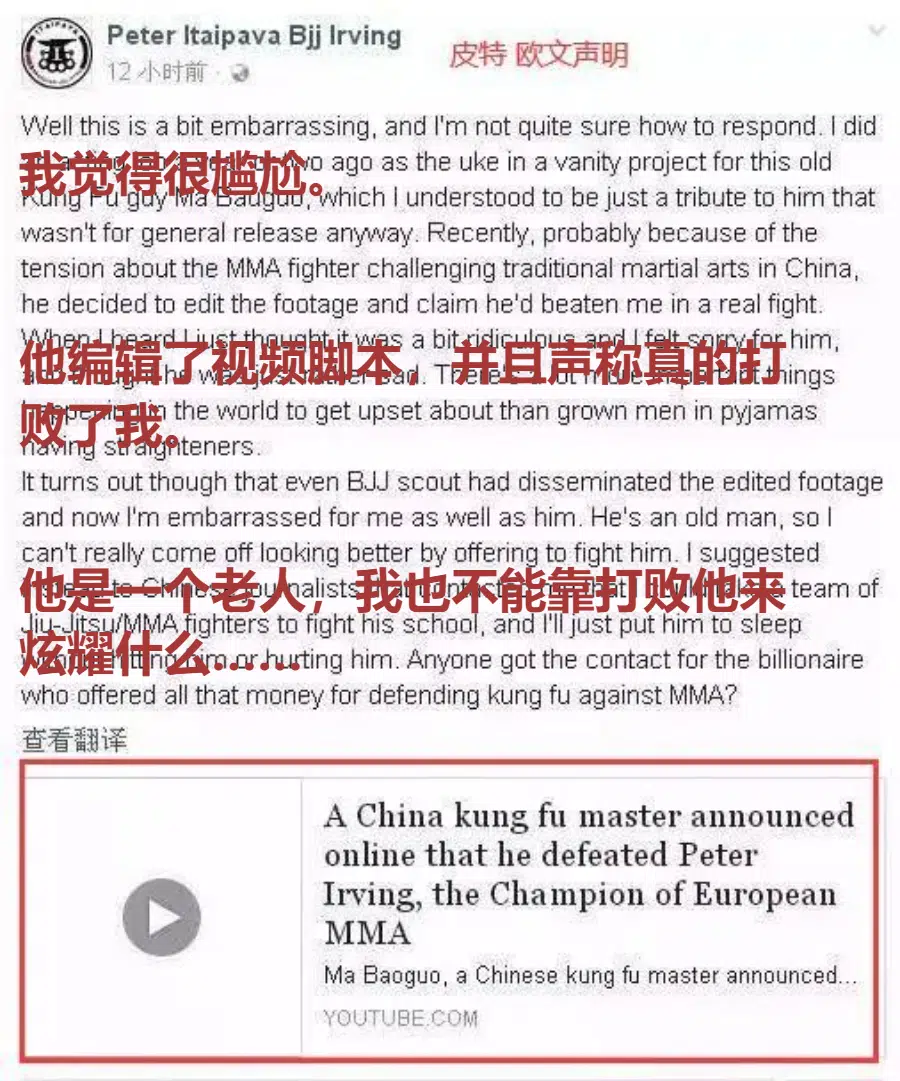 ITAIPAVA
Peter Itaipava Bjj Irving
12 小时前
皮特 欧文声明
Well this is a bit embarrassing, and I'm not quite sure how to respond. I did
two ago as the uke in a vanity project for this old
我觉得很尴尬。
Kung Fu guy Ma Baoguo, which I understood to be just a tribute to him that
wasn't for general release anyway. Recently, probably because of the
tension about the MMA fighter challenging traditional martial arts in China,
he decided to edit the footage and claim he'd beaten me in a real fight.
When I heard I just thought it was a bit ridiculous and I felt sorry for him,
他编辑了视频脚本，并且声称真的打
things
happening in the world to get upset about than grown men in pyjamas
败了我。
having straighteners.
It turns out though that even BJJ scout had disseminated the edited footage
and now I'm embarrassed for me as well as him. He's an old man, so I
can't really come off looking better by offering to fight him. I suggested
instead to Chinese journalists team of
他是一个老人，我也不能靠打败他来
Jiu-Jitsu/MMA fighters to fight his school, and I'll just put him to sleep
炫耀什么……
without hitting him or hurting him. Anyone got the contact for the billionaire
who offered all that money for defending kung fu against MMA?
查看翻译
A China kung fu master announced
online that he defeated Peter
Irving, the Champion of European
MMA
Ma Baoguo, a Chinese kung fu master announced...
YOUTUBE.COM